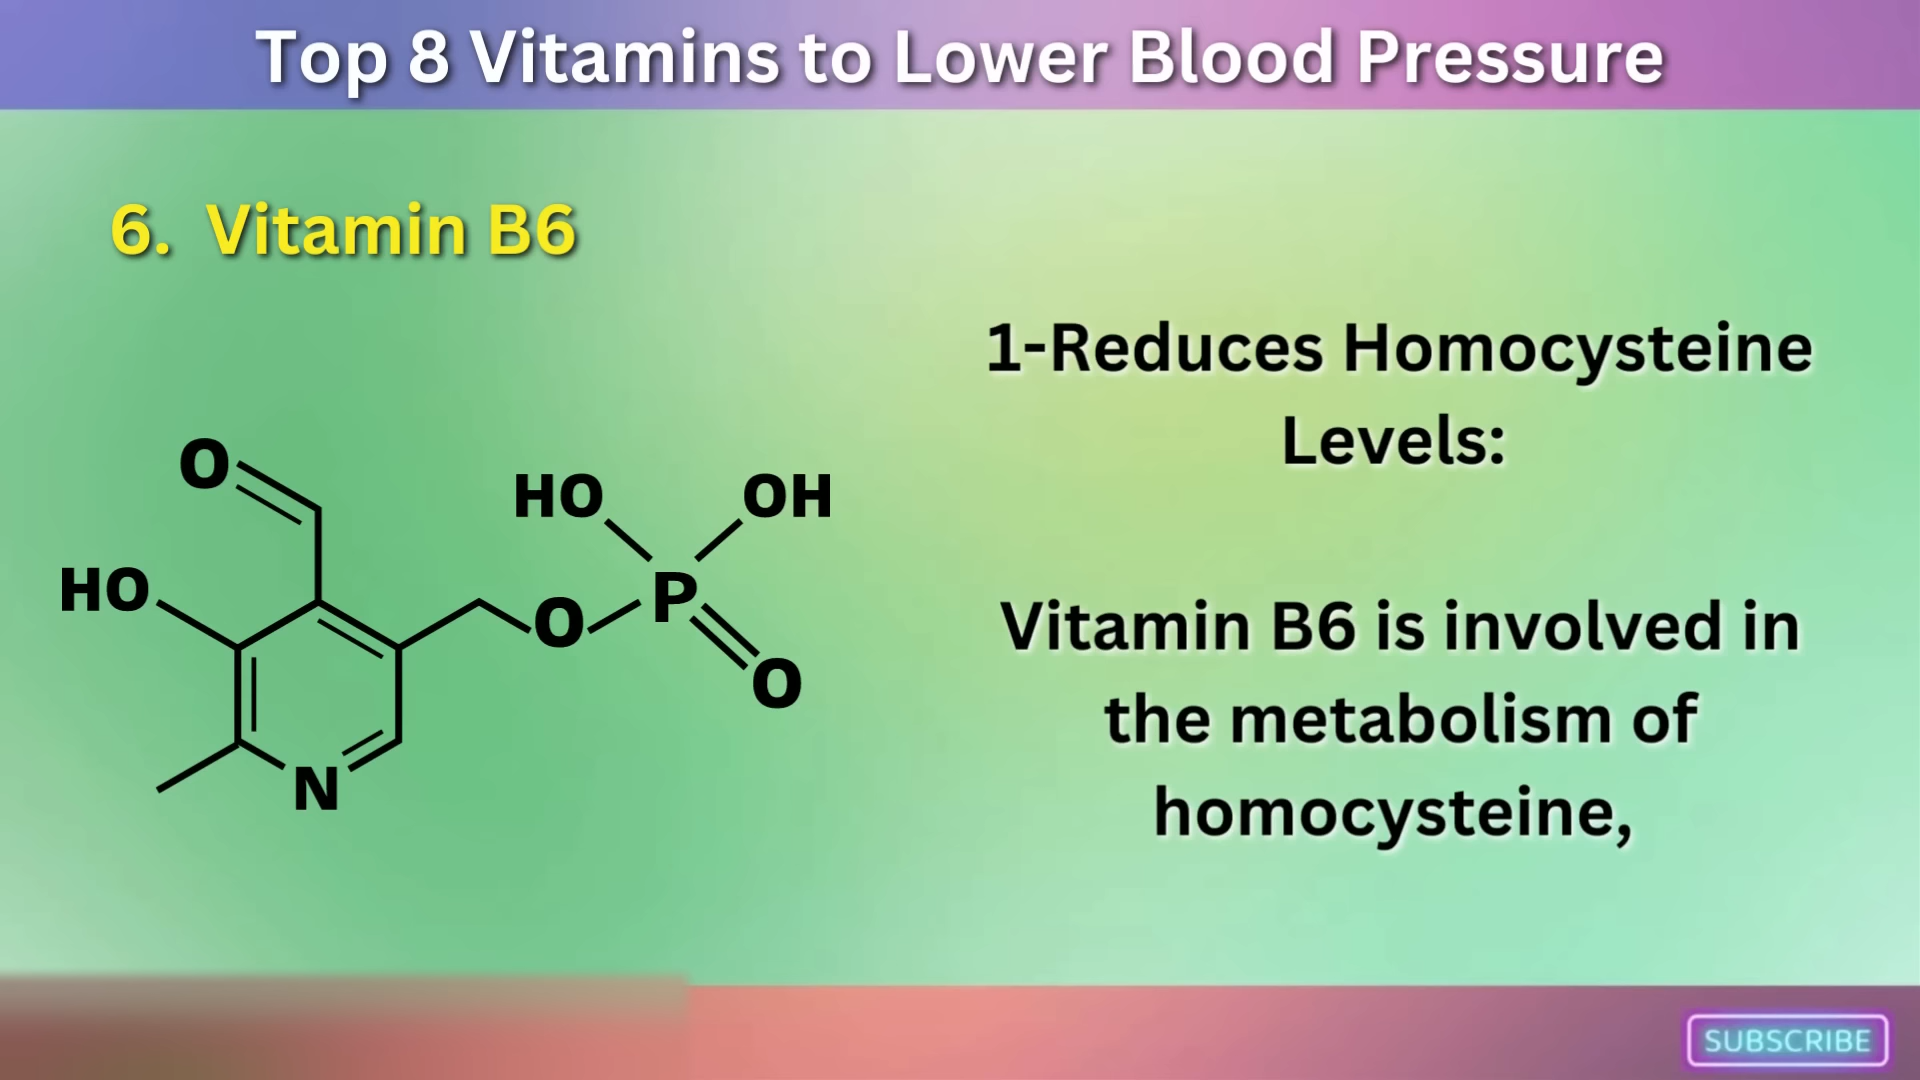 Top 8 Vitamins to Lower Blood Pressure
6. Vitamin B6
1-Reduces Homocysteine
Levels:
Vitamin B6 is involved in
the metabolism of
homocysteine,
O
HO
OH
HO
P
O
O
N
SUBSCRIBE